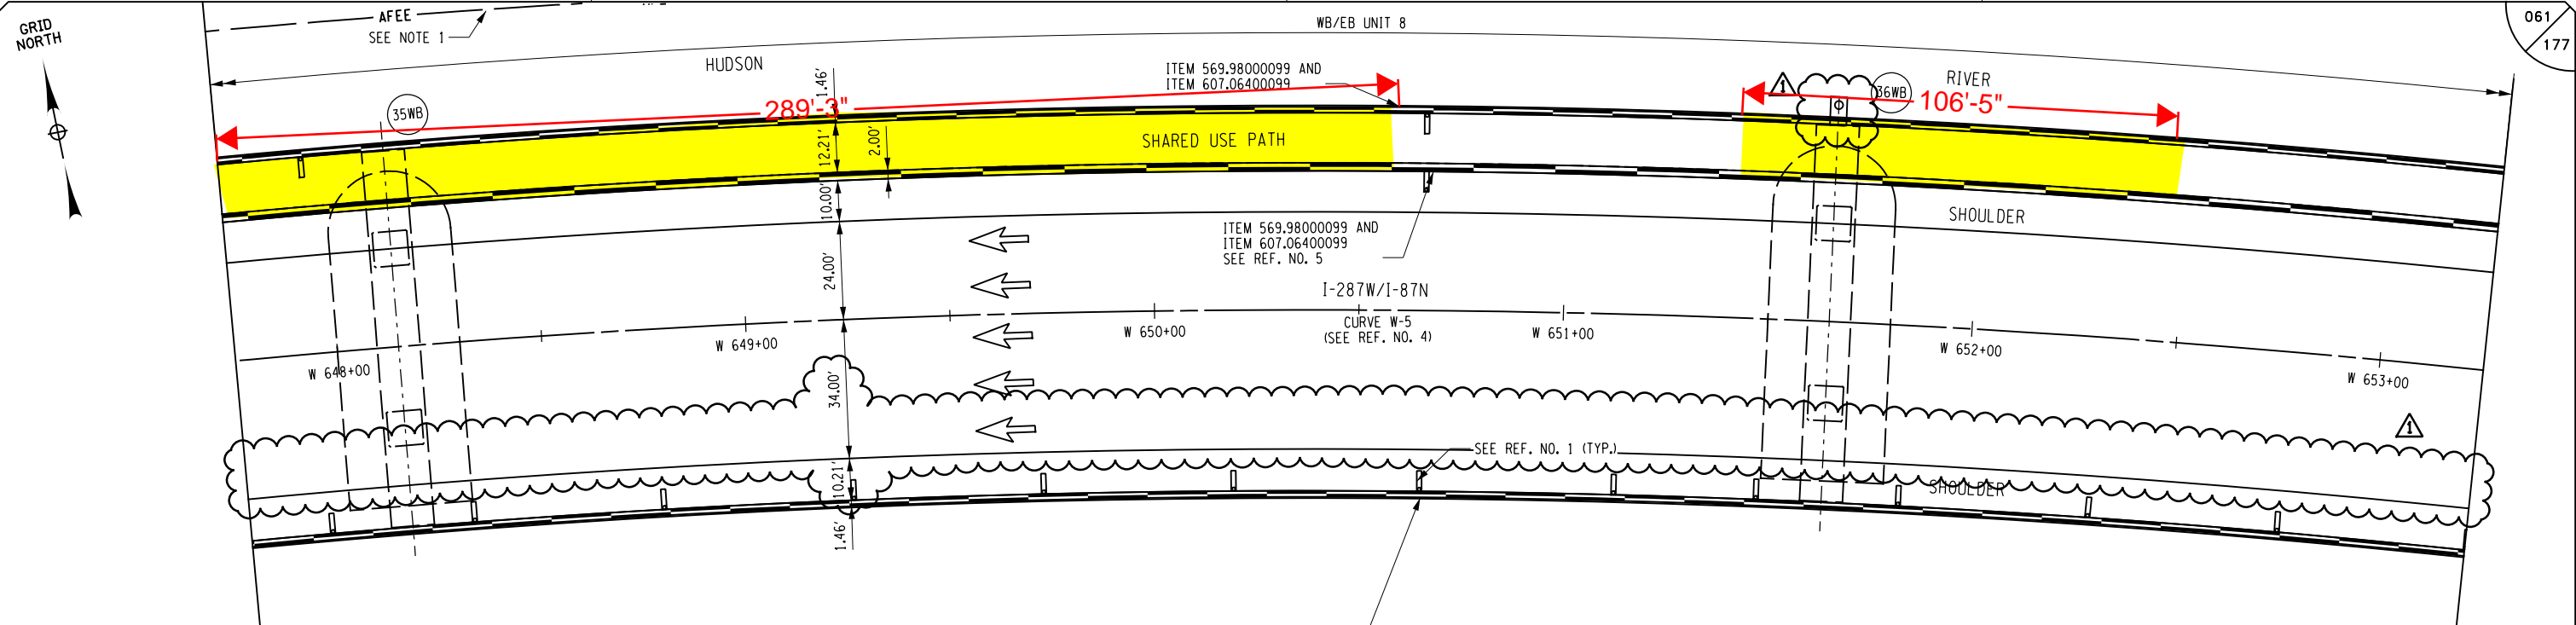 GRID
NORTH
AFEE
SEE NOTE 1
WB/EB UNIT 8
061
177
HUDSON
RIVER
ITEM 569.98000099 AND
ITEM 607.06400099
1.46'
289'-3"
1
36WB
106'-5"
35WB
12.21'
2.00'
SHARED USE PATH
10.00'
SHOULDER
ITEM 569.98000099 AND
ITEM 607.06400099
SEE REF. NO. 5
24.00'
I-287W/I-87N
W 648+00
W 649+00
W 650+00
CURVE W-5
(SEE REF. NO. 4)
W 651+00
W 652+00
W 653+00
34.00'
1
SEE REF. NO. 1 (TYP.)
10.21'
SHOULDER
1.46'